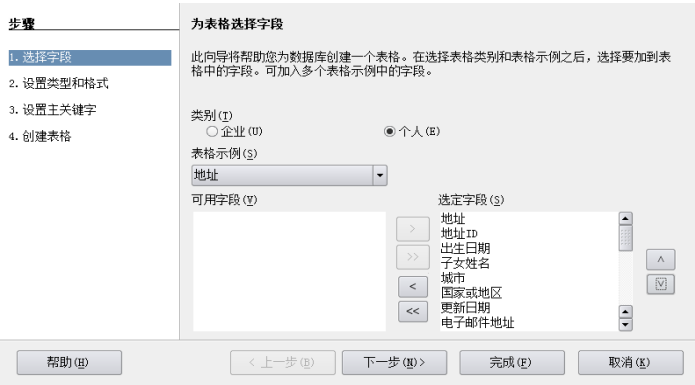 步骤
1. 选择字段
2. 设置类型和格式
3. 设置主关键字
4. 创建表格
为表格选择字段
此向导将帮助您为数据库创建一个表格。在选择表格类别和表格示例之后，选择要加到表
格中的字段。可加入多个表格示例中的字段。
类别(T)
企业(U)
个人(E)
表格示例(S)
地址
可用字段(V)
选定字段(S)
>
>>
<
<<
地址
地址ID
出生日期
子女姓名
城市
国家或地区
更新日期
电子邮件地址
^
v
帮助(H)
< 上一步(B)
下一步(N)>
完成(F)
取消(K)